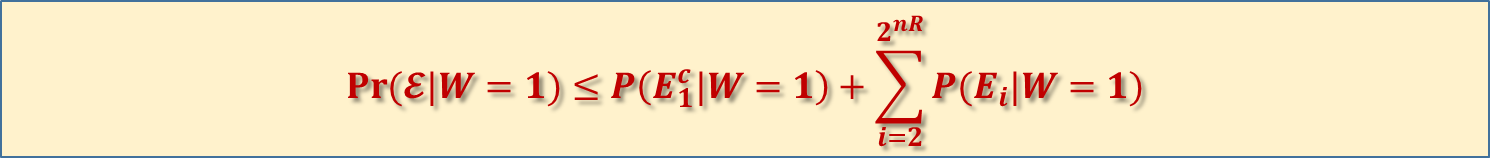 Pr(ℰ|W = 1) ≤ P(E₁ᶜ|W = 1) + ∑_{i=2}^{2^{nR}} P(Eᵢ|W = 1)